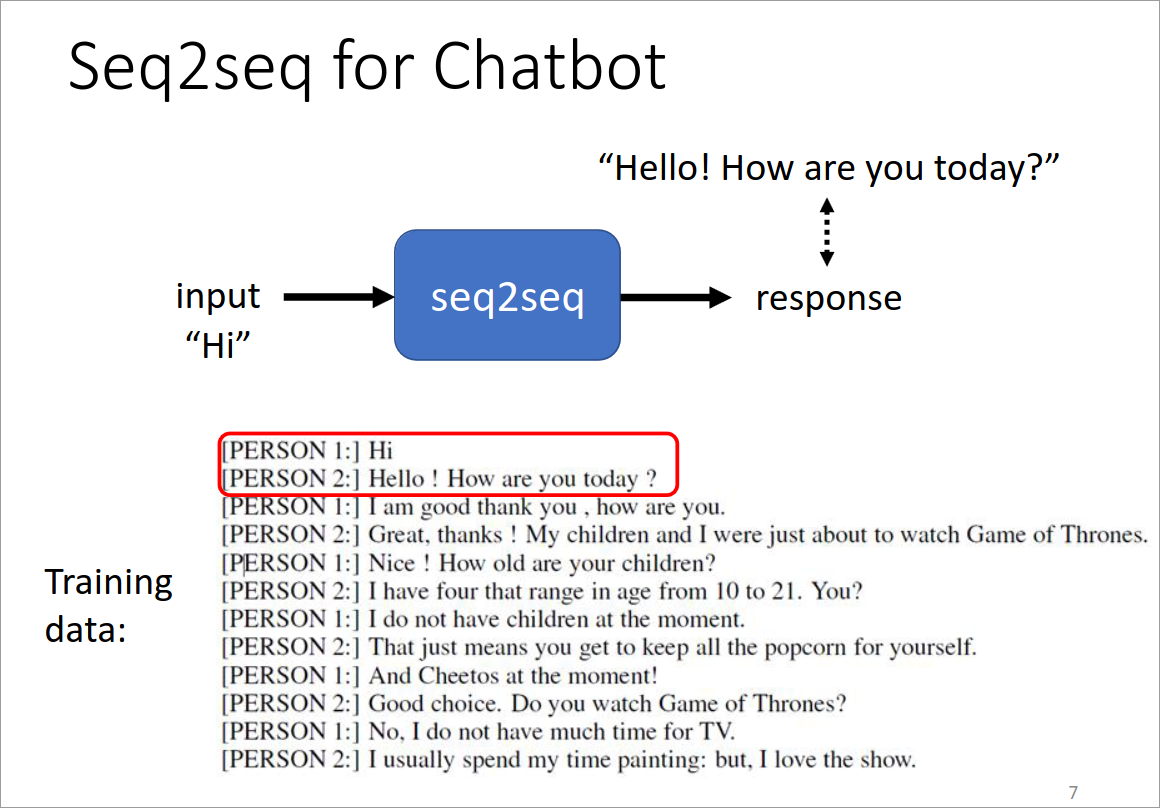 Seq2seq for Chatbot
“Hello! How are you today?”
input
“Hi”
seq2seq
response
Training
data:
[PERSON 1:] Hi
[PERSON 2:] Hello ! How are you today ?
[PERSON 1:] I am good thank you , how are you.
[PERSON 2:] Great, thanks ! My children and I were just about to watch Game of Thrones.
[PERSON 1:] Nice ! How old are your children?
[PERSON 2:] I have four that range in age from 10 to 21. You?
[PERSON 1:] I do not have children at the moment.
[PERSON 2:] That just means you get to keep all the popcorn for yourself.
[PERSON 1:] And Cheetos at the moment!
[PERSON 2:] Good choice. Do you watch Game of Thrones?
[PERSON 1:] No, I do not have much time for TV.
[PERSON 2:] I usually spend my time painting: but, I love the show.
7